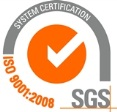 SYSTEM CERTIFICATION
ISO 9001:2008
SGS